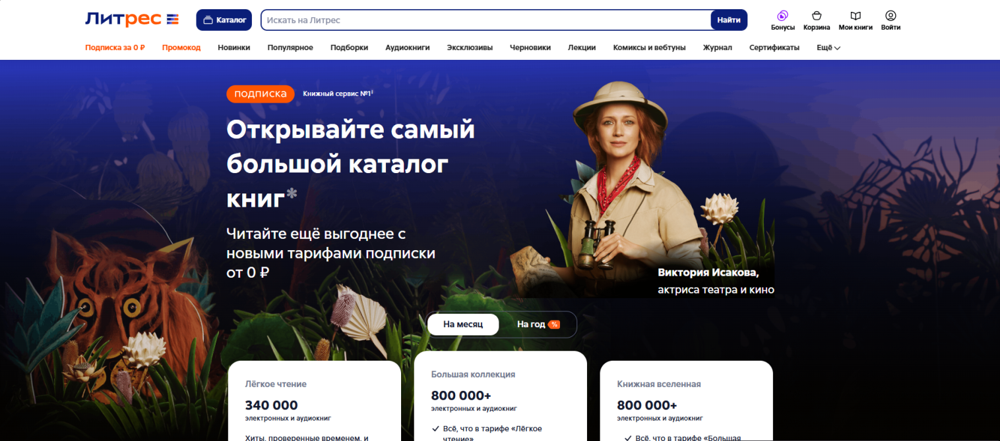 Литрес
Каталог
Искать на Литрес
Найти
Бонусы
Корзина
Мои книги
Войти
Подписка за 0 ₽
Промокод
Новинки
Популярное
Подборки
Аудиокниги
Эксклюзивы
Черновики
Лекции
Комиксы и вебтуны
Журнал
Сертификаты
Ещё
подписка
Книжный сервис №1
Открывайте самый
большой каталог
книг*
Читайте ещё выгоднее с
новыми тарифами подписки
от 0 ₽
Виктория Исакова,
актриса театра и кино
На месяц
На год %
Лёгкое чтение
340 000
электронных и аудиокниг
Хиты, проверенные временем, и
Большая коллекция
800 000+
электронных и аудиокниг
Всё, что в тарифе «Лёгкое
чтение»
Книжная вселенная
800 000+
электронных и аудиокниг
Всё, что в тарифе «Большая